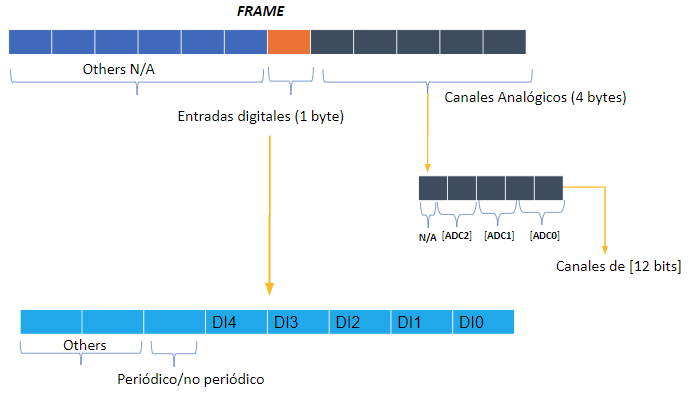 FRAME
Others N/A
Canales Analógicos (4 bytes)
Entradas digitales (1 byte)
N/A [ADC2] [ADC1] [ADC0]
Canales de [12 bits]
DI4 DI3 DI2 DI1 DI0
Others
Periódico/no periódico